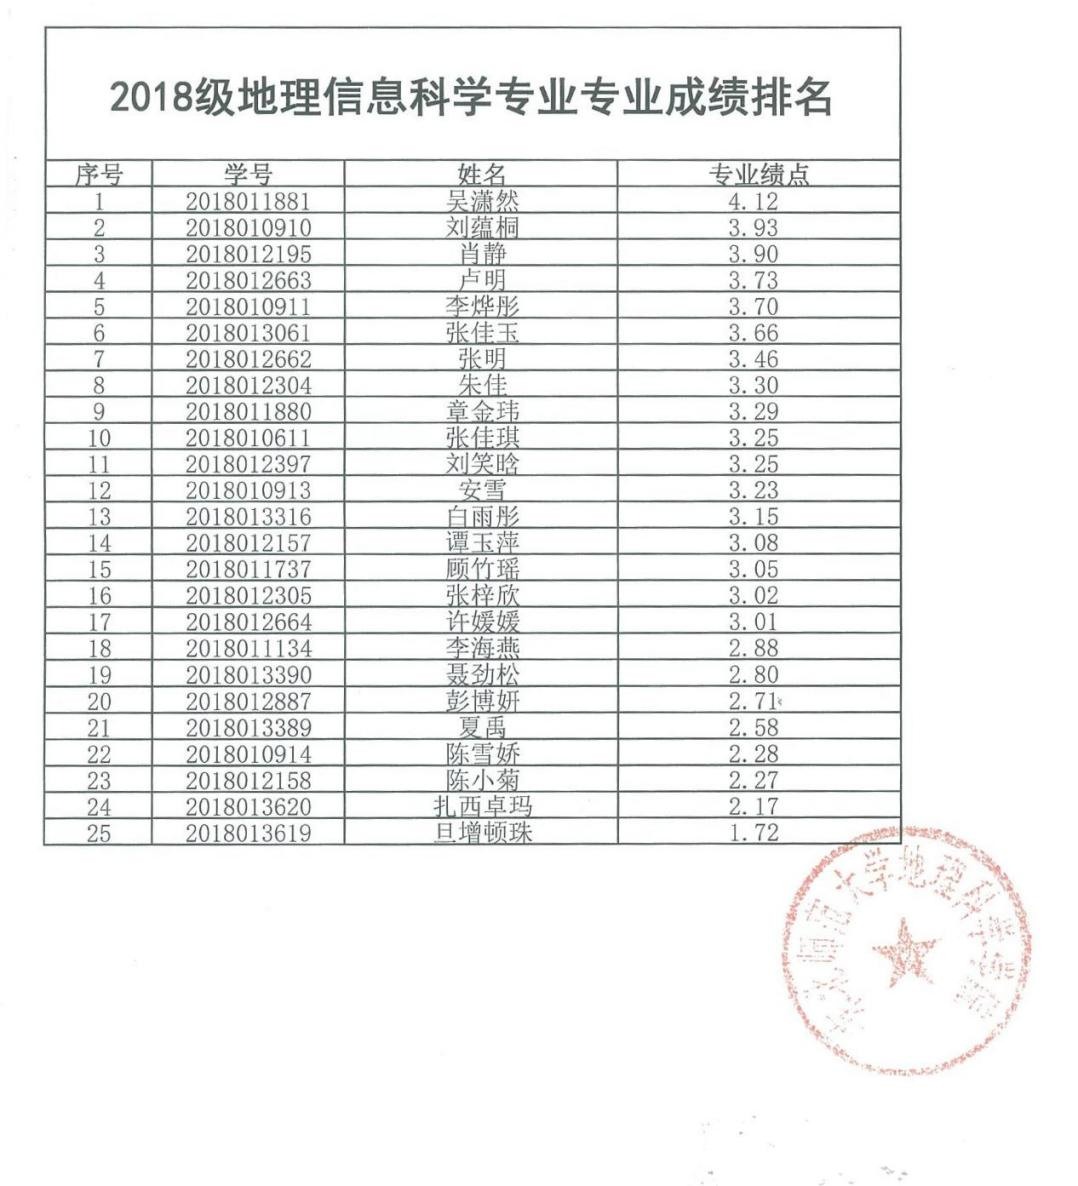 2018级地理信息科学专业专业成绩排名
序号 学号 姓名 专业绩点
1 2018011881 吴潇然 4.12
2 2018010910 刘蕴桐 3.93
3 2018012195 肖静 3.90
4 2018012663 卢明 3.73
5 2018010911 李烨彤 3.70
6 2018013061 张佳玉 3.66
7 2018012662 张明 3.46
8 2018012304 朱佳 3.30
9 2018011880 章金玮 3.29
10 2018010611 张佳琪 3.25
11 2018012397 刘笑晗 3.25
12 2018010913 安雪 3.23
13 2018013316 白雨彤 3.15
14 2018012157 谭玉萍 3.08
15 2018011737 顾竹瑶 3.05
16 2018012305 张梓欣 3.02
17 2018012664 许媛媛 3.01
18 2018011134 李海燕 2.88
19 2018013390 聂劲松 2.80
20 2018012887 彭博妍 2.71
21 2018013389 夏禹 2.58
22 2018010914 陈雪娇 2.28
23 2018012158 陈小菊 2.27
24 2018013620 扎西卓玛 2.17
25 2018013619 旦增顿珠 1.72
师范大学地理科学学院